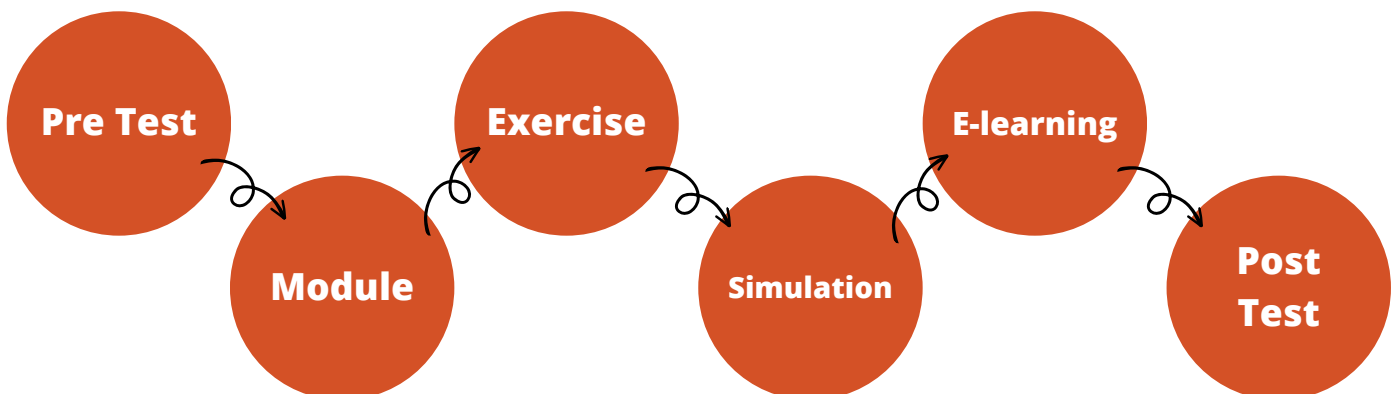 Pre Test
Module
Exercise
Simulation
E-learning
Post
Test